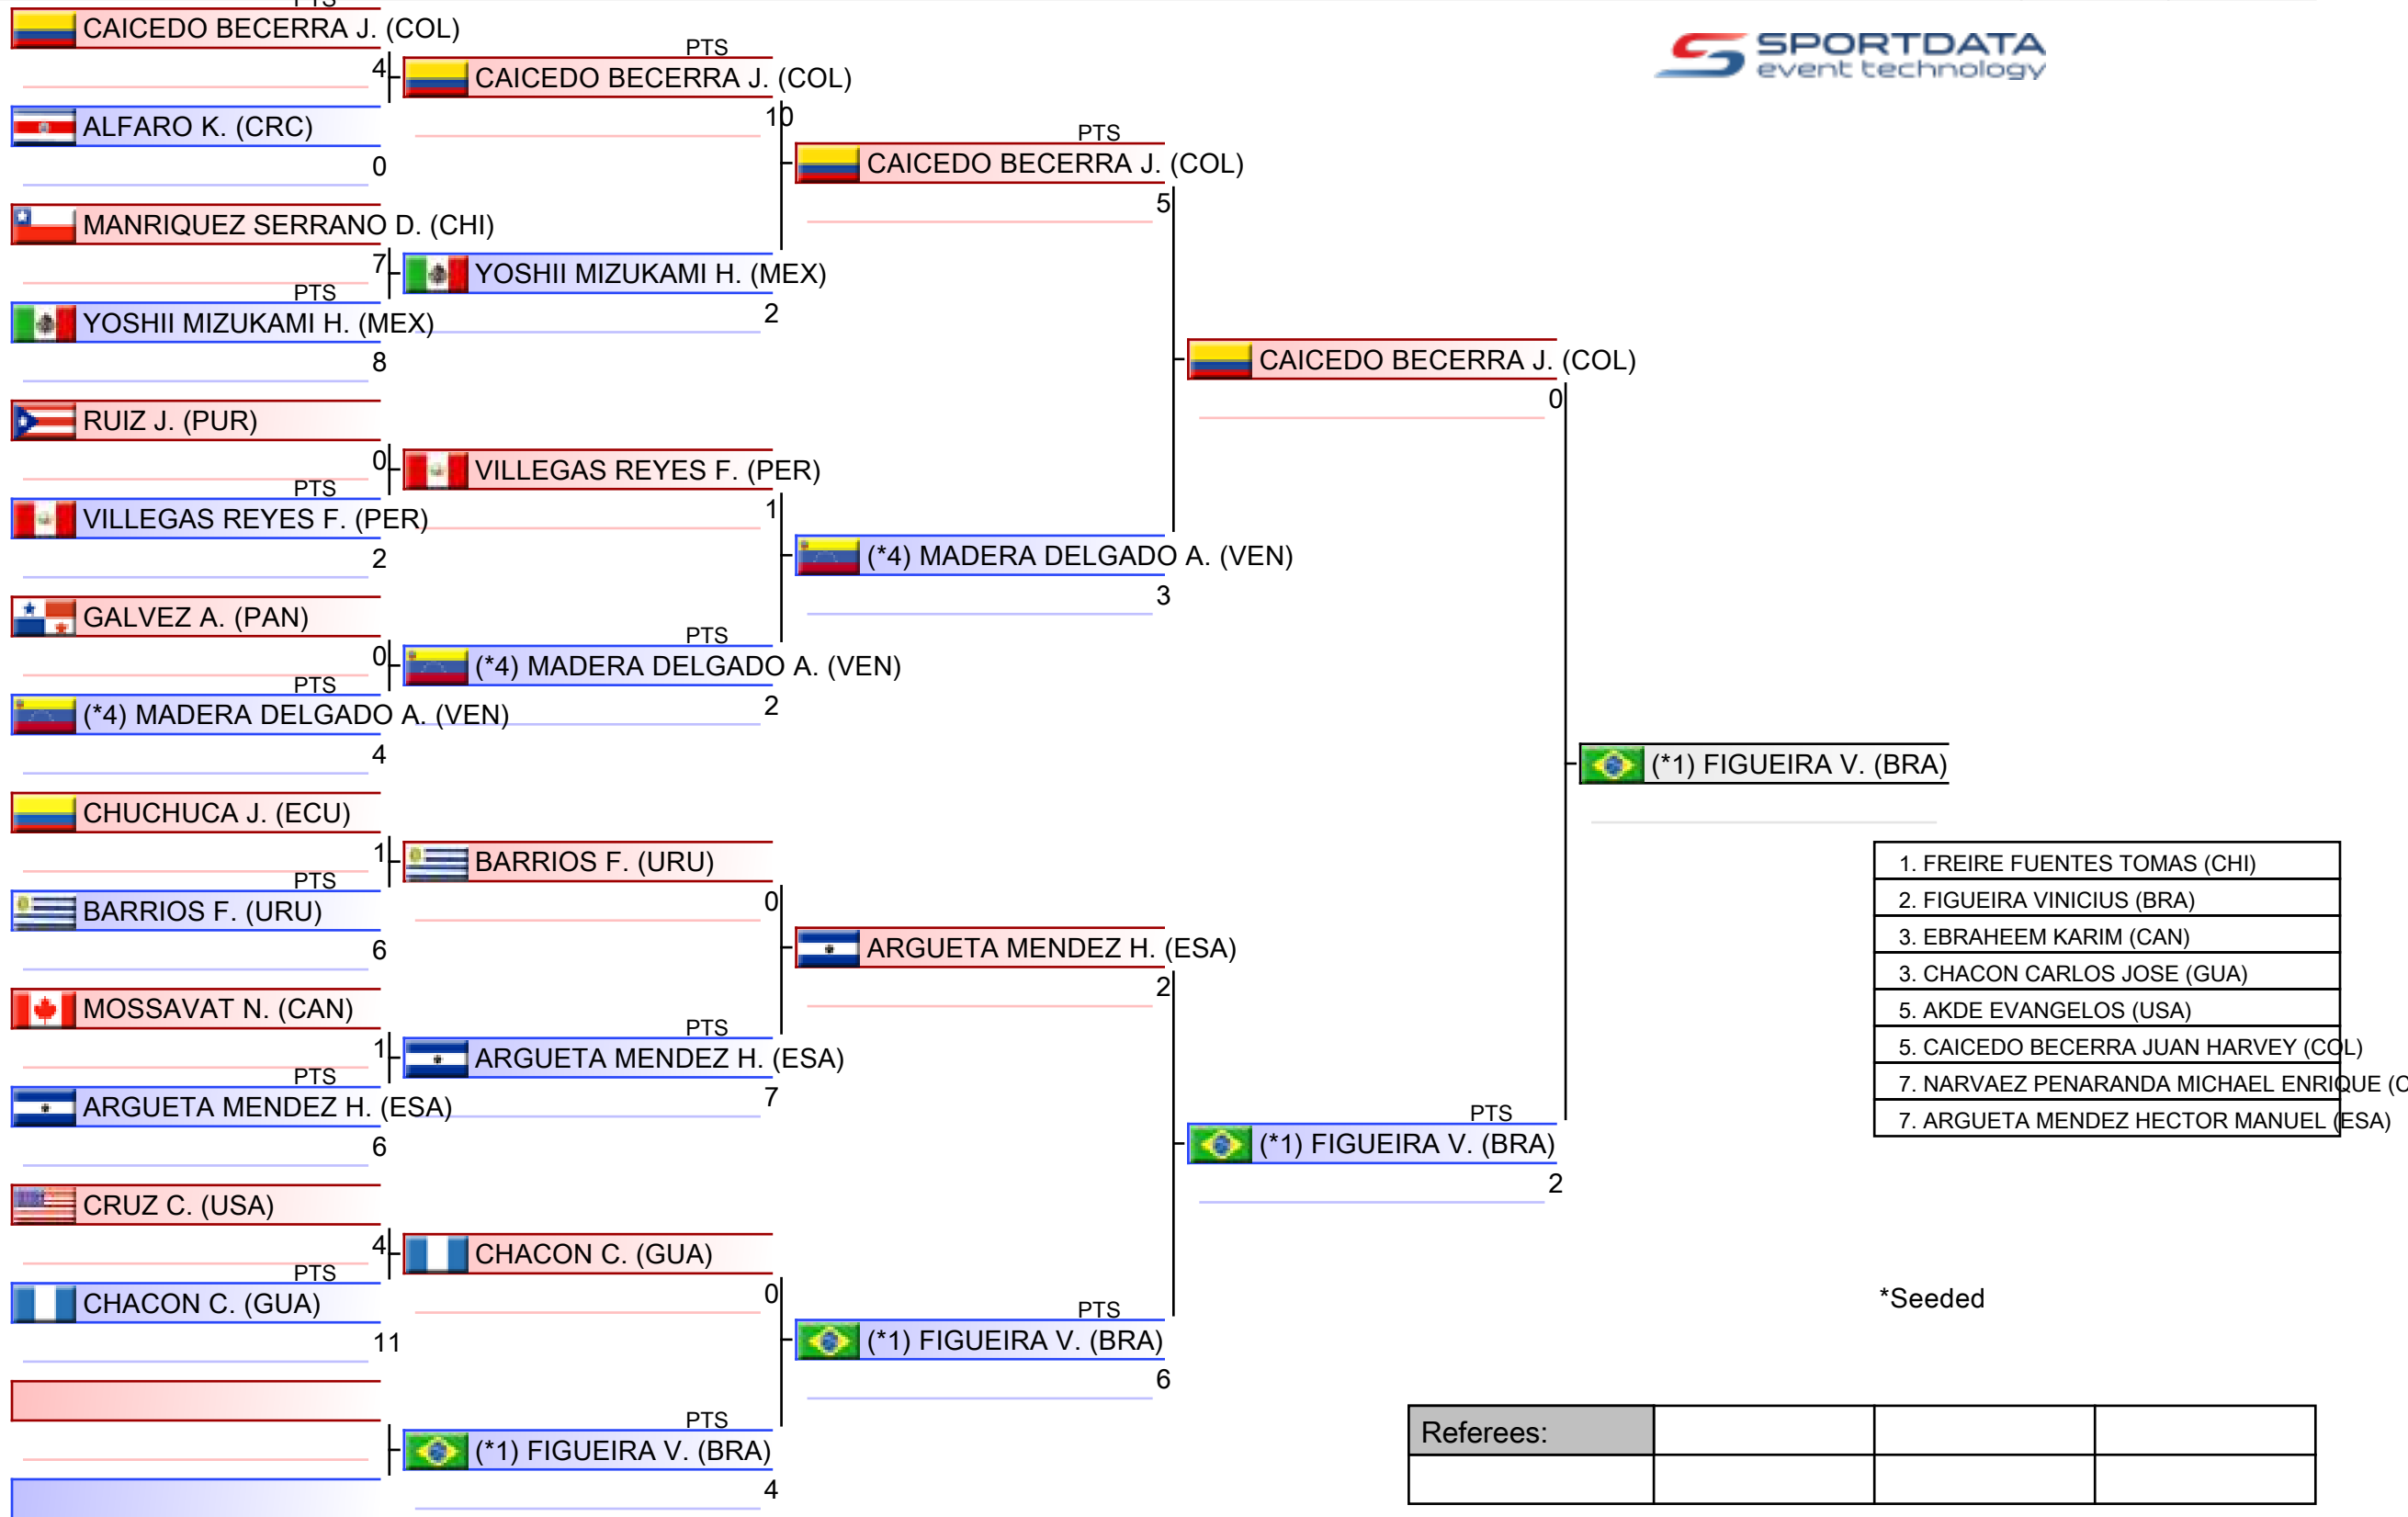 PTS
CAICEDO BECERRA J. (COL)
4
ALFARO K. (CRC)
0
MANRIQUEZ SERRANO D. (CHI)
7
PTS
YOSHII MIZUKAMI H. (MEX)
8
RUIZ J. (PUR)
0
PTS
VILLEGAS REYES F. (PER)
2
GALVEZ A. (PAN)
0
PTS
(*4) MADERA DELGADO A. (VEN)
4
CHUCHUCA J. (ECU)
1
PTS
BARRIOS F. (URU)
6
MOSSAVAT N. (CAN)
1
PTS
ARGUETA MENDEZ H. (ESA)
6
CRUZ C. (USA)
4
PTS
CHACON C. (GUA)
11
PTS
CAICEDO BECERRA J. (COL)
10
YOSHII MIZUKAMI H. (MEX)
2
VILLEGAS REYES F. (PER)
1
PTS
(*4) MADERA DELGADO A. (VEN)
2
BARRIOS F. (URU)
0
PTS
ARGUETA MENDEZ H. (ESA)
7
CHACON C. (GUA)
0
PTS
(*1) FIGUEIRA V. (BRA)
4
PTS
CAICEDO BECERRA J. (COL)
5
(*4) MADERA DELGADO A. (VEN)
3
ARGUETA MENDEZ H. (ESA)
2
PTS
(*1) FIGUEIRA V. (BRA)
6
CAICEDO BECERRA J. (COL)
0
PTS
(*1) FIGUEIRA V. (BRA)
2
(*1) FIGUEIRA V. (BRA)
SPORTDATA
event technology
1. FREIRE FUENTES TOMAS (CHI)
2. FIGUEIRA VINICIUS (BRA)
3. EBRAHEEM KARIM (CAN)
3. CHACON CARLOS JOSE (GUA)
5. AKDE EVANGELOS (USA)
5. CAICEDO BECERRA JUAN HARVEY (COL)
7. NARVAEZ PENARANDA MICHAEL ENRIQUE (C
7. ARGUETA MENDEZ HECTOR MANUEL (ESA)
*Seeded
Referees: